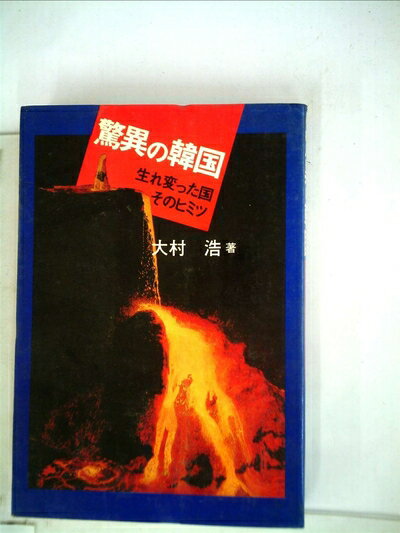 驚異の韓国
生れ変った国
そのヒミツ
大村 浩 著